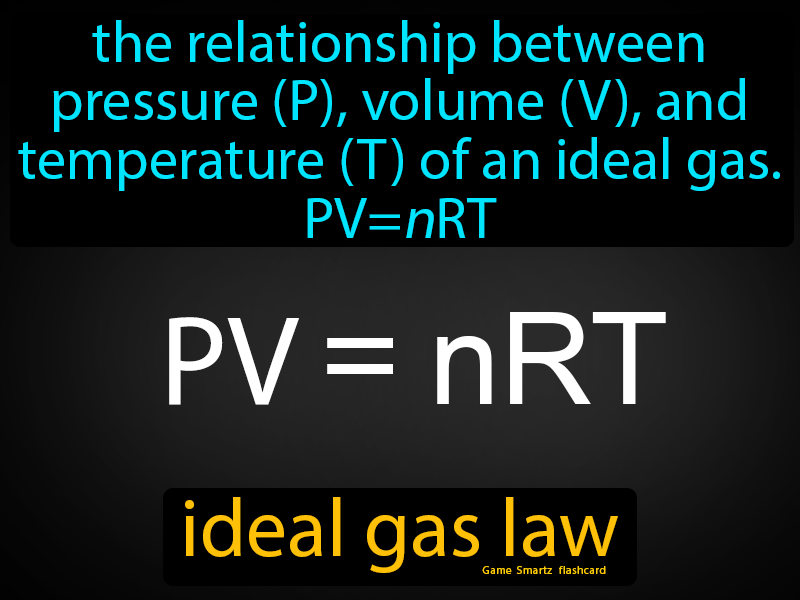 the relationship between
pressure (P), volume (V), and
temperature (T) of an ideal gas.
PV=nRT
PV = nRT
ideal gas law
Game Smartz flashcard